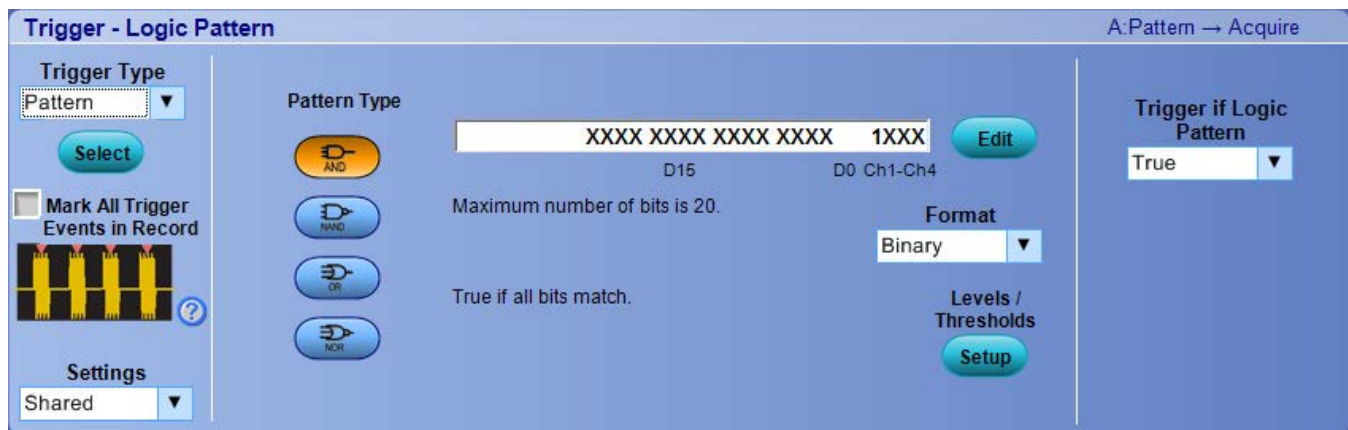 Trigger - Logic Pattern
A:Pattern → Acquire
Trigger Type
Pattern
Select
Mark All Trigger
Events in Record
Settings
Shared
Pattern Type
AND
NAND
OR
NOR
XXXX XXXX XXXX XXXX 1XXX
Edit
D15 D0 Ch1-Ch4
Maximum number of bits is 20.
Format
Binary
True if all bits match.
Levels /
Thresholds
Setup
Trigger if Logic
Pattern
True